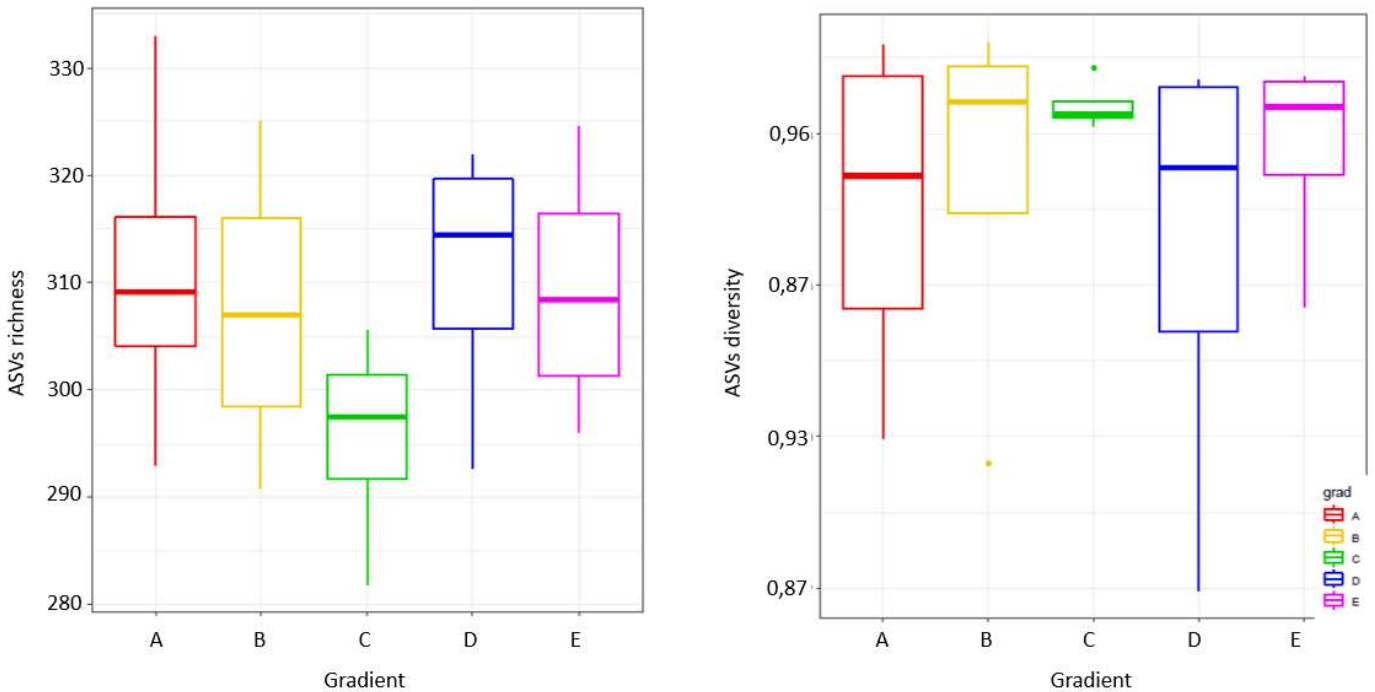 330
320
310
300
290
280
ASVs richness
A B C D E
Gradient
0,96
0,87
0,93
0,87
ASVs diversity
A B C D E
Gradient
grad
A
B
C
D
E